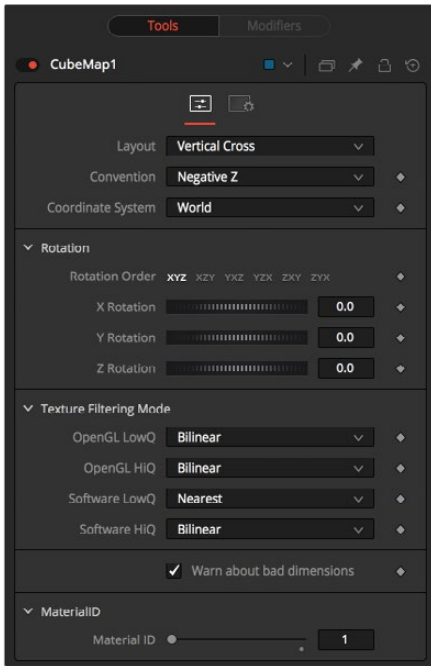 Tools Modifiers
CubeMap1
Layout Vertical Cross
Convention Negative Z
Coordinate System World
Rotation
Rotation Order XYZ XZY YXZ YZX ZXY ZYX
X Rotation 0.0
Y Rotation 0.0
Z Rotation 0.0
Texture Filtering Mode
OpenGL LowQ Bilinear
OpenGL HiQ Bilinear
Software LowQ Nearest
Software HiQ Bilinear
Warn about bad dimensions
MaterialID
Material ID 1